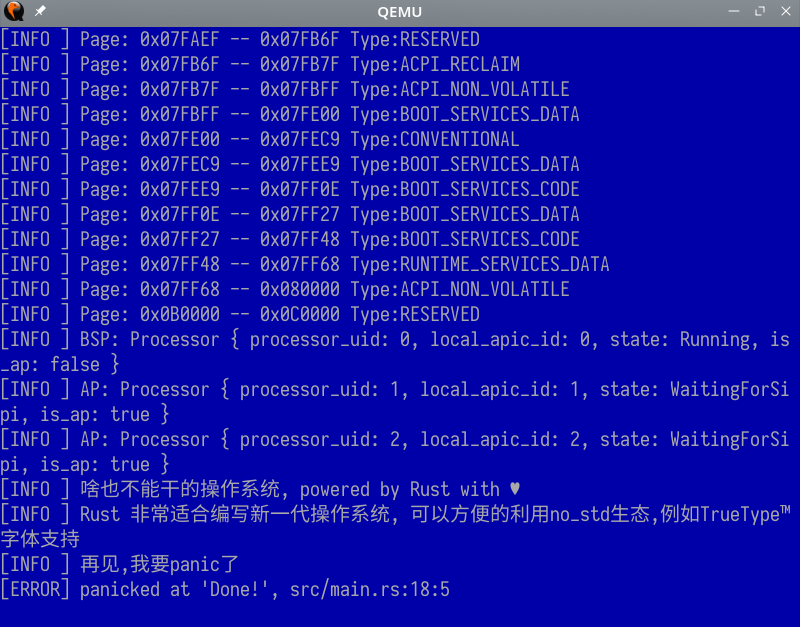 QEMU
[INFO ] Page: 0x07FAEF -- 0x07FB6F Type:RESERVED
[INFO ] Page: 0x07FB6F -- 0x07FB7F Type:ACPI_RECLAIM
[INFO ] Page: 0x07FB7F -- 0x07FBFF Type:ACPI_NON_VOLATILE
[INFO ] Page: 0x07FBFF -- 0x07FE00 Type:BOOT_SERVICES_DATA
[INFO ] Page: 0x07FE00 -- 0x07FEC9 Type:CONVENTIONAL
[INFO ] Page: 0x07FEC9 -- 0x07FEE9 Type:BOOT_SERVICES_DATA
[INFO ] Page: 0x07FEE9 -- 0x07FF0E Type:BOOT_SERVICES_CODE
[INFO ] Page: 0x07FF0E -- 0x07FF27 Type:BOOT_SERVICES_DATA
[INFO ] Page: 0x07FF27 -- 0x07FF48 Type:BOOT_SERVICES_CODE
[INFO ] Page: 0x07FF48 -- 0x07FF68 Type:RUNTIME_SERVICES_DATA
[INFO ] Page: 0x07FF68 -- 0x080000 Type:ACPI_NON_VOLATILE
[INFO ] Page: 0x0B0000 -- 0x0C0000 Type:RESERVED
[INFO ] BSP: Processor { processor_uid: 0, local_apic_id: 0, state: Running, is
_ap: false }
[INFO ] AP: Processor { processor_uid: 1, local_apic_id: 1, state: WaitingForSi
pi, is_ap: true }
[INFO ] AP: Processor { processor_uid: 2, local_apic_id: 2, state: WaitingForSi
pi, is_ap: true }
[INFO ] 啥也不能干的操作系统, powered by Rust with ♥
[INFO ] Rust 非常适合编写新一代操作系统, 可以方便的利用no_std生态,例如TrueType™
字体支持
[INFO ] 再见,我要panic了
[ERROR] panicked at 'Done!', src/main.rs:18:5